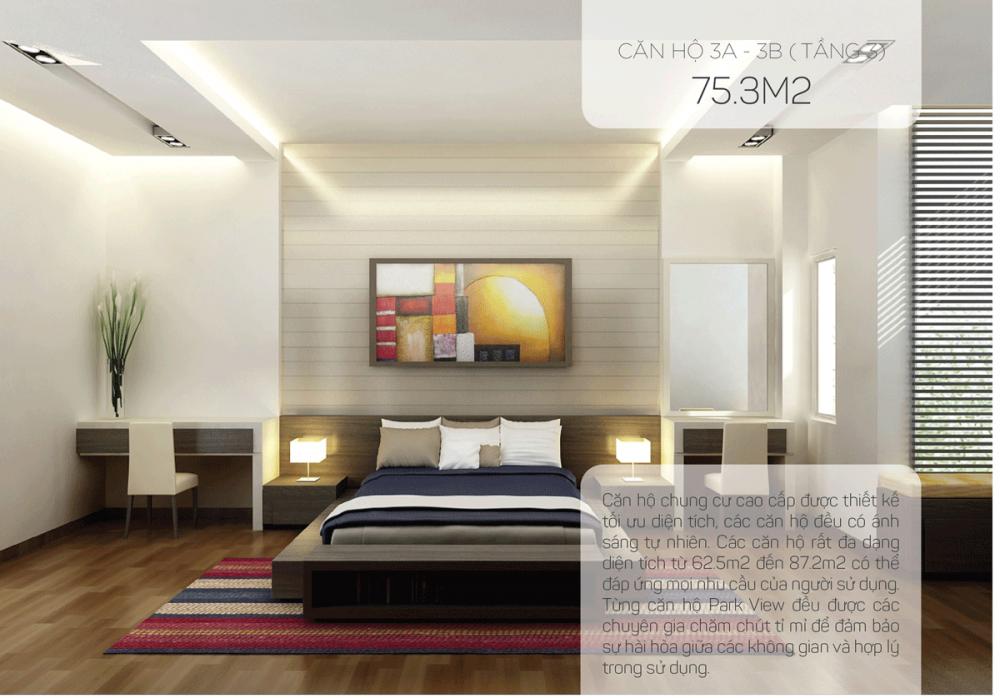 CĂN HỘ 3A - 3B ( TẦNG 3)
75.3M2
Căn hộ chung cư cao cấp được thiết kế
tối ưu diện tích, các căn hộ đều có ánh
sáng tự nhiên. Các căn hộ rất đa dạng
diện tích từ 62.5m2 đến 87.2m2 có thể
đáp ứng mọi nhu cầu của người sử dụng.
Từng căn hộ Park View đều được các
chuyên gia chăm chút tỉ mỉ để đảm bảo
sự hài hòa giữa các không gian và hợp lý
trong sử dụng.